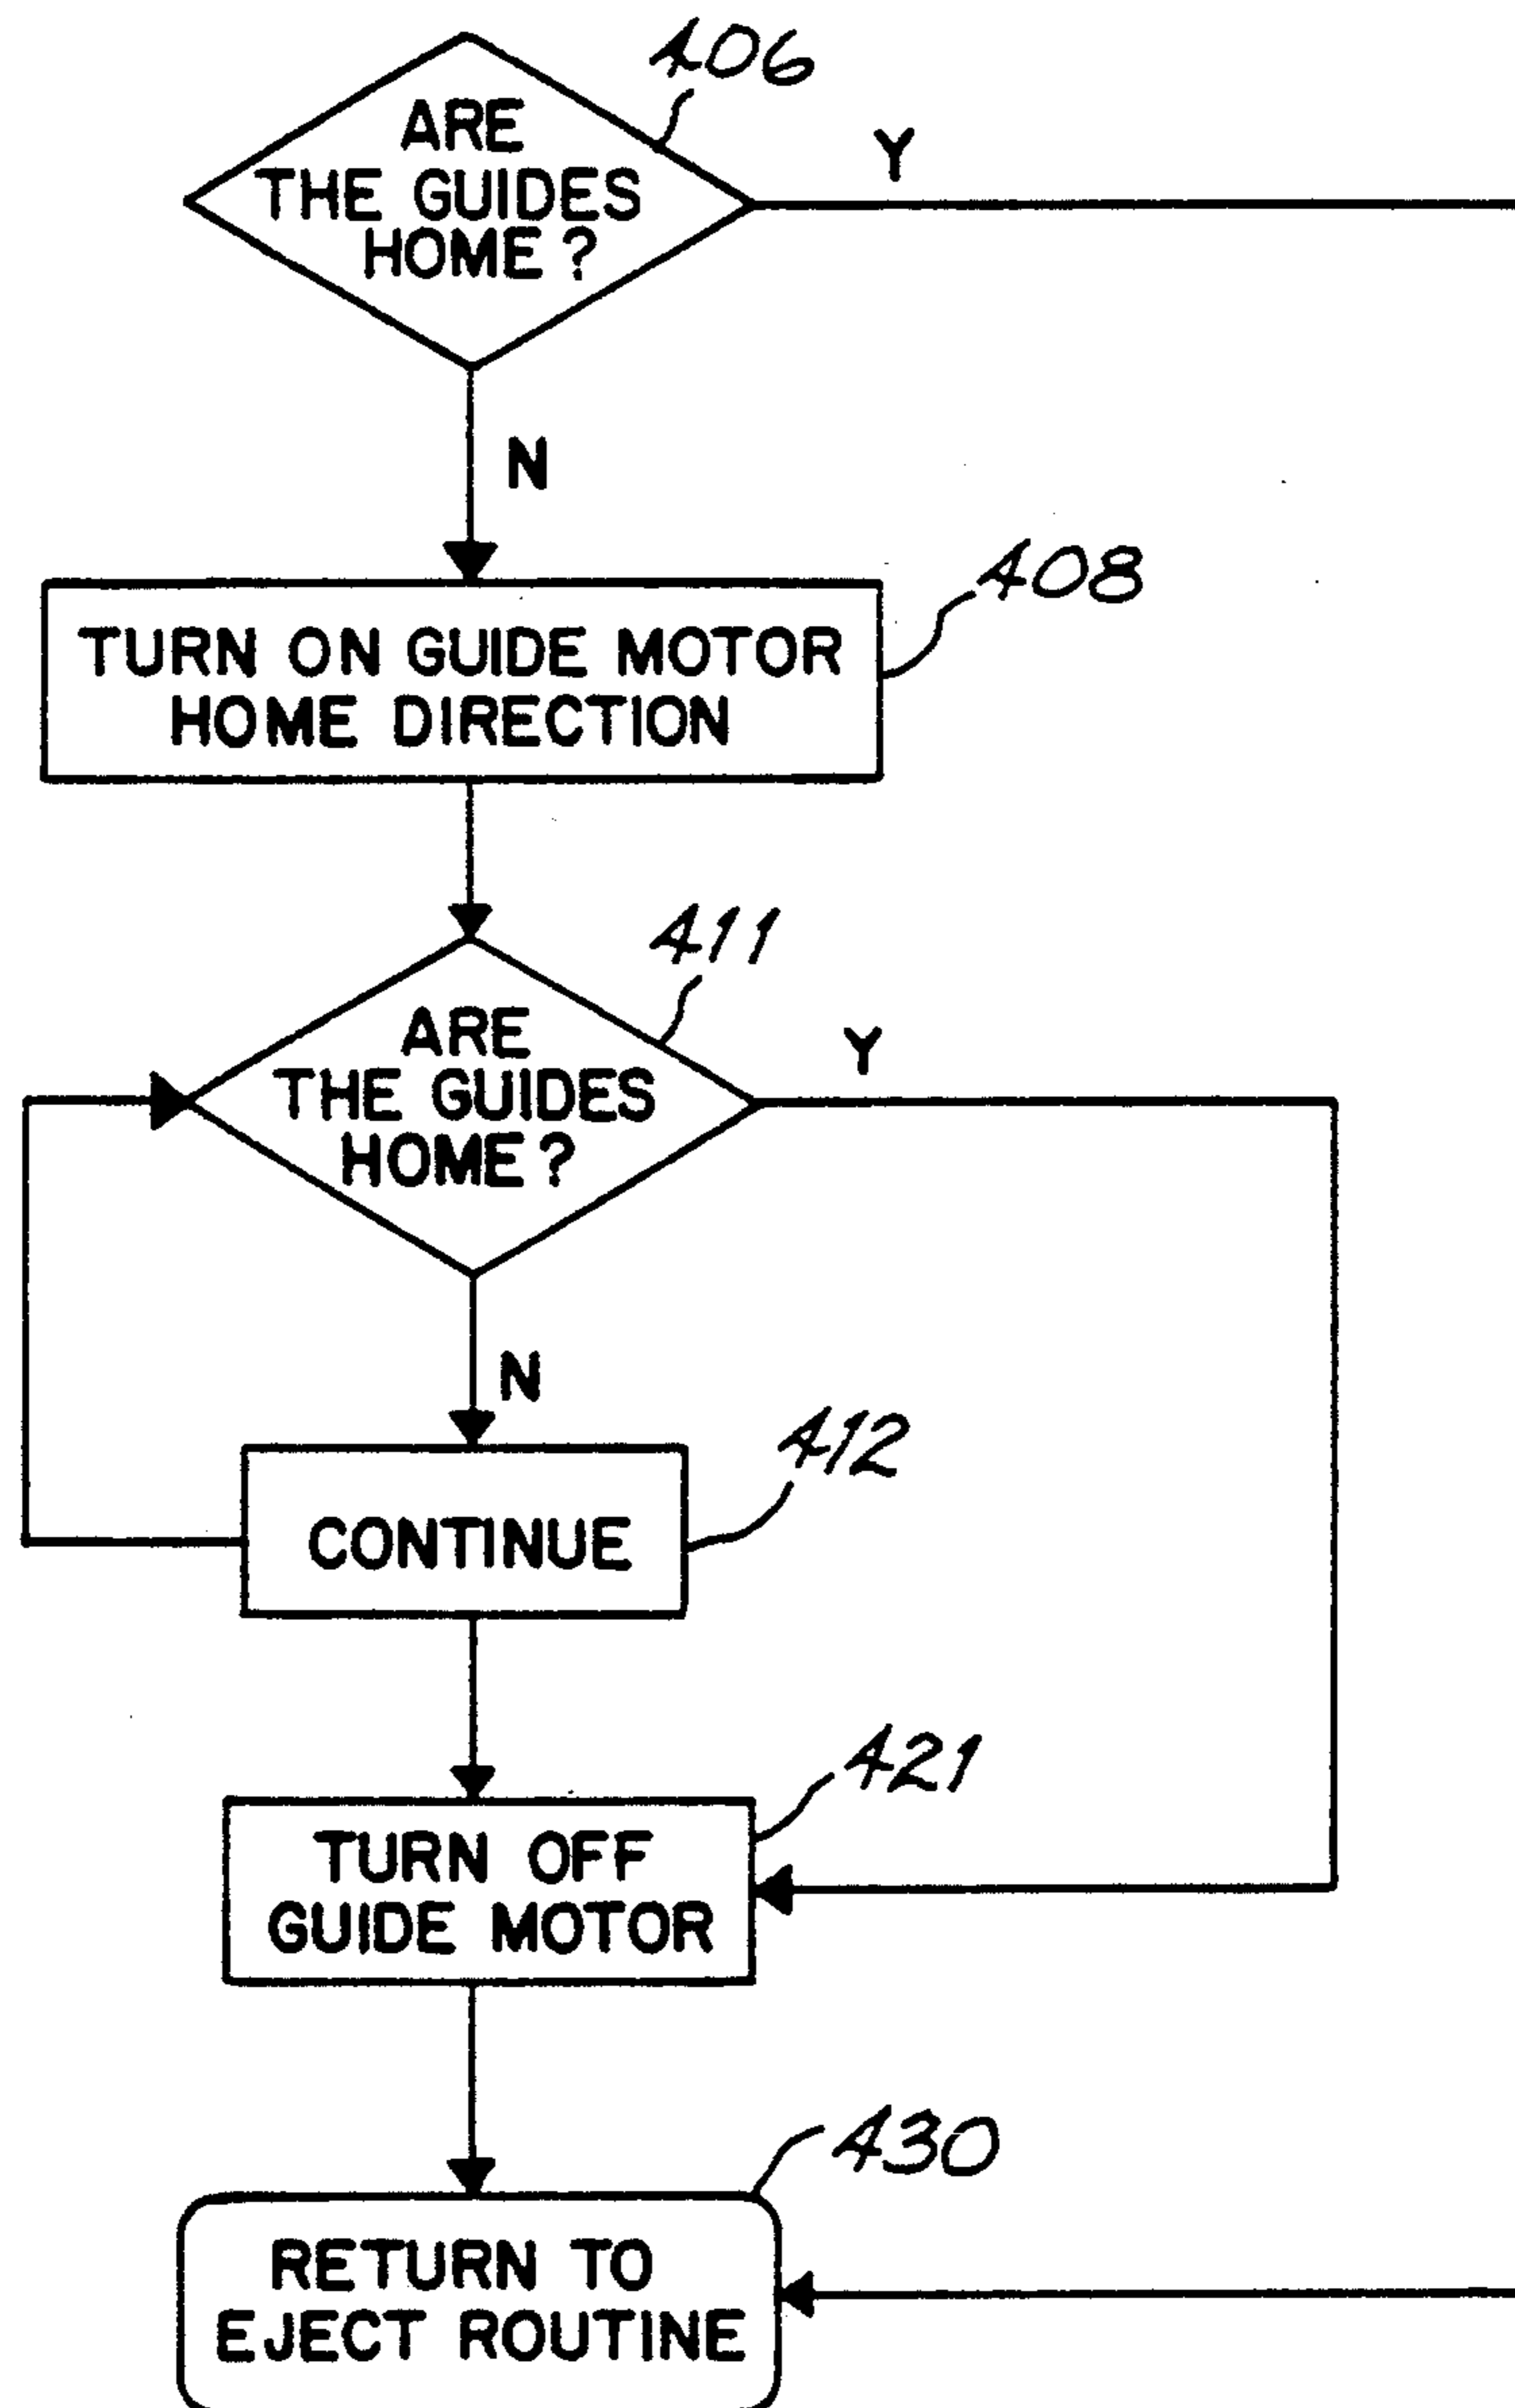 406
ARE
THE GUIDES
HOME?
Y
N
408
TURN ON GUIDE MOTOR
HOME DIRECTION
411
ARE
THE GUIDES
HOME?
Y
N
412
CONTINUE
421
TURN OFF
GUIDE MOTOR
430
RETURN TO
EJECT ROUTINE